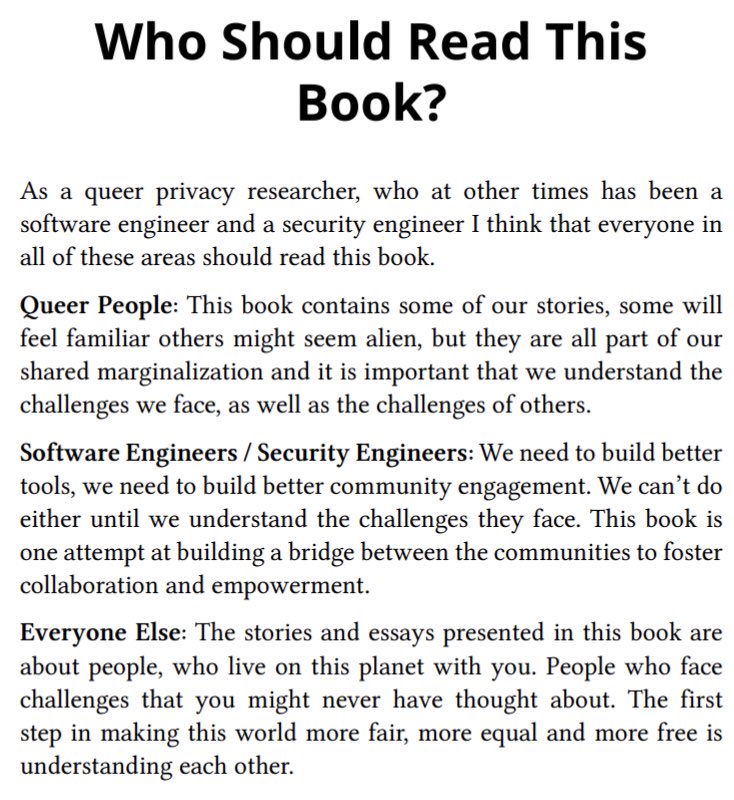 Who Should Read This
Book?
As a queer privacy researcher, who at other times has been a
software engineer and a security engineer I think that everyone in
all of these areas should read this book.
Queer People: This book contains some of our stories, some will
feel familiar others might seem alien, but they are all part of our
shared marginalization and it is important that we understand the
challenges we face, as well as the challenges of others.
Software Engineers / Security Engineers: We need to build better
tools, we need to build better community engagement. We can’t do
either until we understand the challenges they face. This book is
one attempt at building a bridge between the communities to foster
collaboration and empowerment.
Everyone Else: The stories and essays presented in this book are
about people, who live on this planet with you. People who face
challenges that you might never have thought about. The first
step in making this world more fair, more equal and more free is
understanding each other.